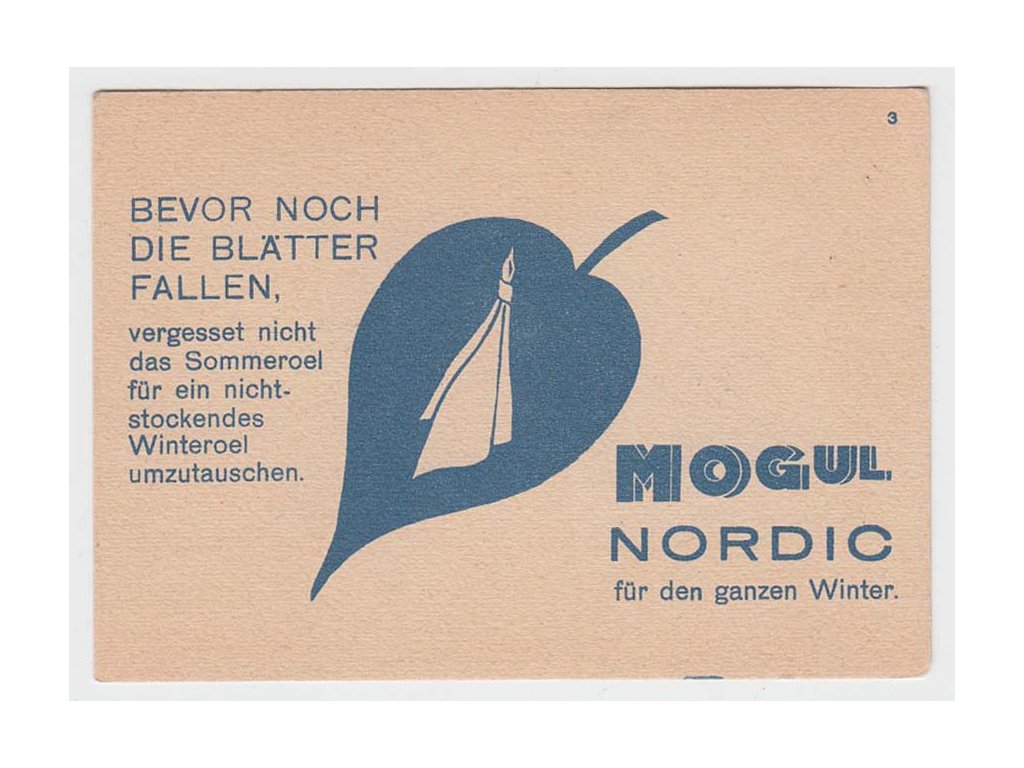 3
BEVOR NOCH
DIE BLÄTTER
FALLEN,
vergesset nicht
das Sommeroel
für ein nicht-
stockendes
Winteroel
umzutauschen.
MOGUL
NORDIC
für den ganzen Winter.